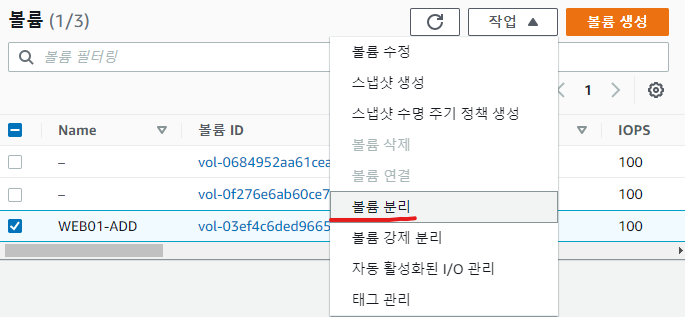 볼륨 (1/3)
작업
볼륨 생성
볼륨 필터링
1
Name
볼륨 ID
IOPS
–
vol-0684952aa61cea
100
–
vol-0f276e6ab60ce7
100
WEB01-ADD
vol-03ef4c6ded9665
100
볼륨 수정
스냅샷 생성
스냅샷 수명 주기 정책 생성
볼륨 삭제
볼륨 연결
볼륨 분리
볼륨 강제 분리
자동 활성화된 I/O 관리
태그 관리